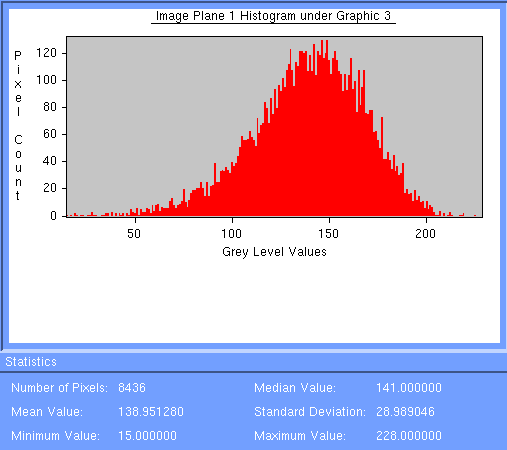 Image Plane 1 Histogram under Graphic 3
Pixel Count
120
100
80
60
40
20
0
50 100 150 200
Grey Level Values
Statistics
Number of Pixels: 8436 Median Value: 141.000000
Mean Value: 138.951280 Standard Deviation: 28.989046
Minimum Value: 15.000000 Maximum Value: 228.000000